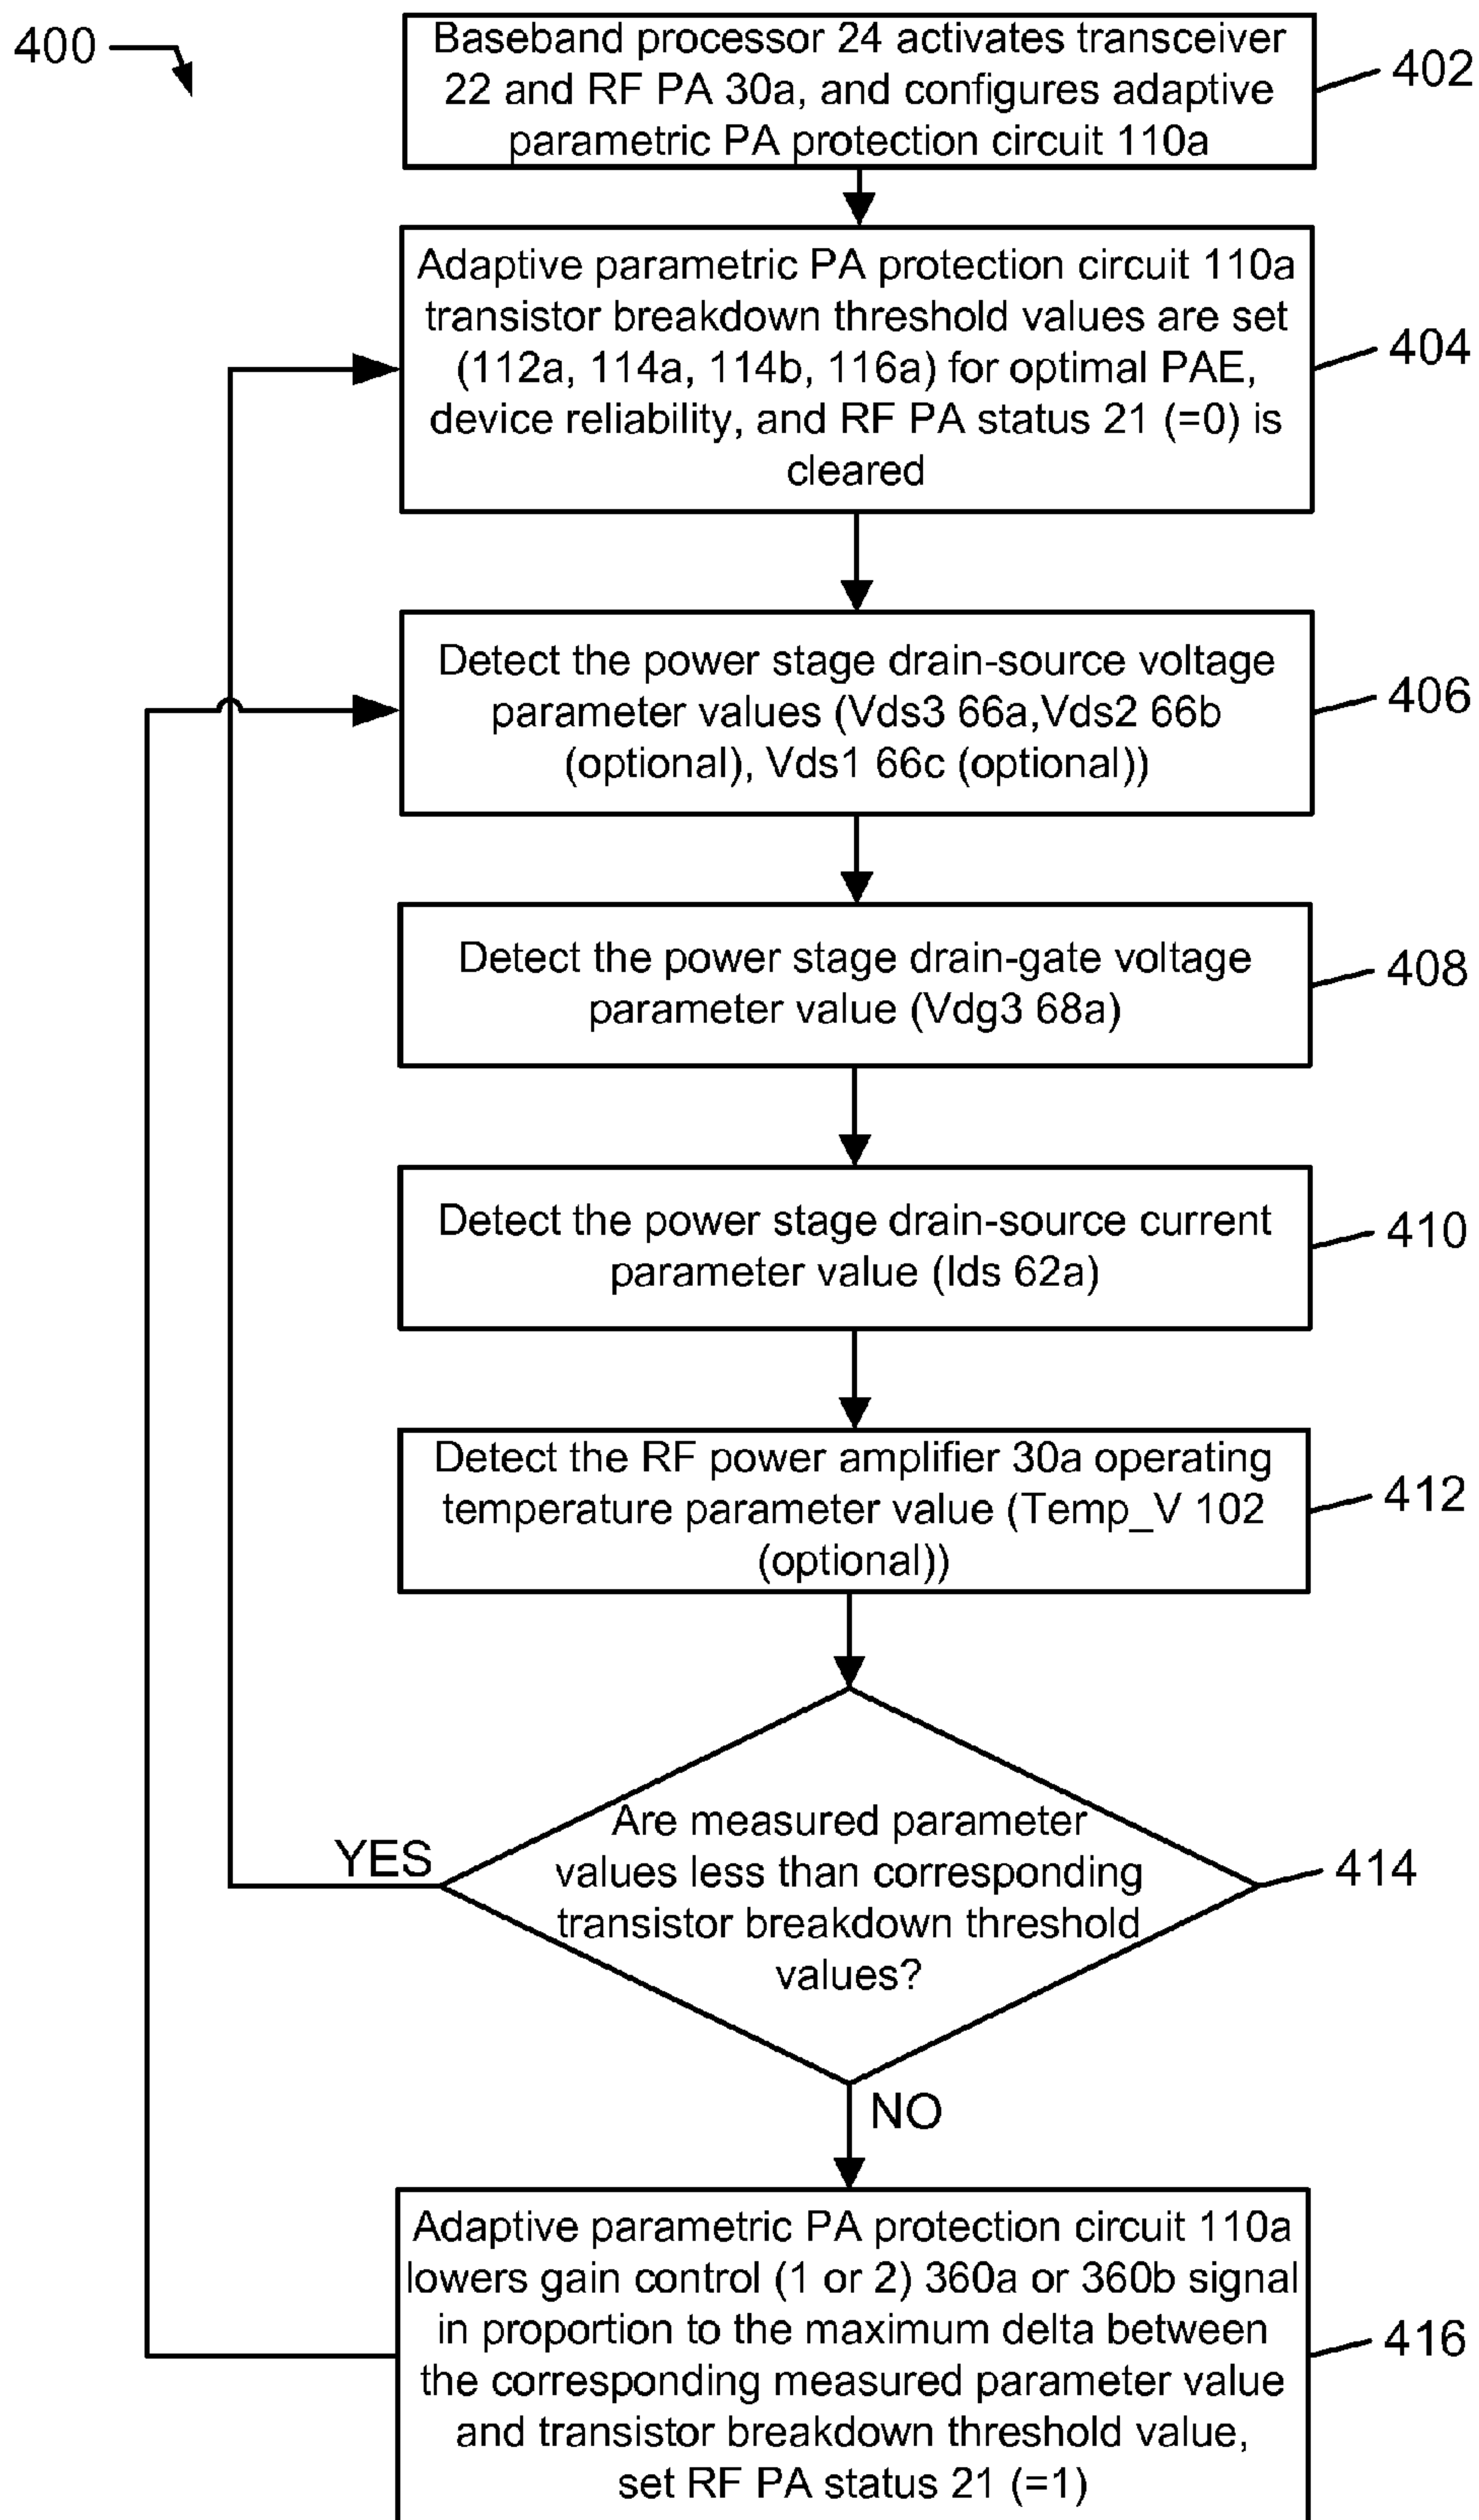 400
Baseband processor 24 activates transceiver
22 and RF PA 30a, and configures adaptive
parametric PA protection circuit 110a
402
Adaptive parametric PA protection circuit 110a
transistor breakdown threshold values are set
(112a, 114a, 114b, 116a) for optimal PAE,
device reliability, and RF PA status 21 (=0) is
cleared
404
Detect the power stage drain-source voltage
parameter values (Vds3 66a,Vds2 66b
(optional), Vds1 66c (optional))
406
Detect the power stage drain-gate voltage
parameter value (Vdg3 68a)
408
Detect the power stage drain-source current
parameter value (Ids 62a)
410
Detect the RF power amplifier 30a operating
temperature parameter value (Temp_V 102
(optional))
412
Are measured parameter
values less than corresponding
transistor breakdown threshold
values?
414
YES
NO
Adaptive parametric PA protection circuit 110a
lowers gain control (1 or 2) 360a or 360b signal
in proportion to the maximum delta between
the corresponding measured parameter value
and transistor breakdown threshold value,
set RF PA status 21 (=1)
416